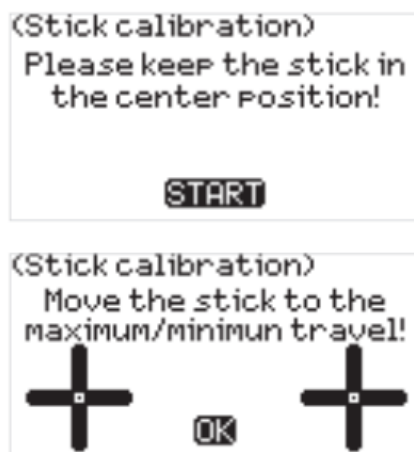 (Stick calibration)
Please keep the stick in
the center position!
START
(Stick calibration)
Move the stick to the
maximum/minimun travel!
OK